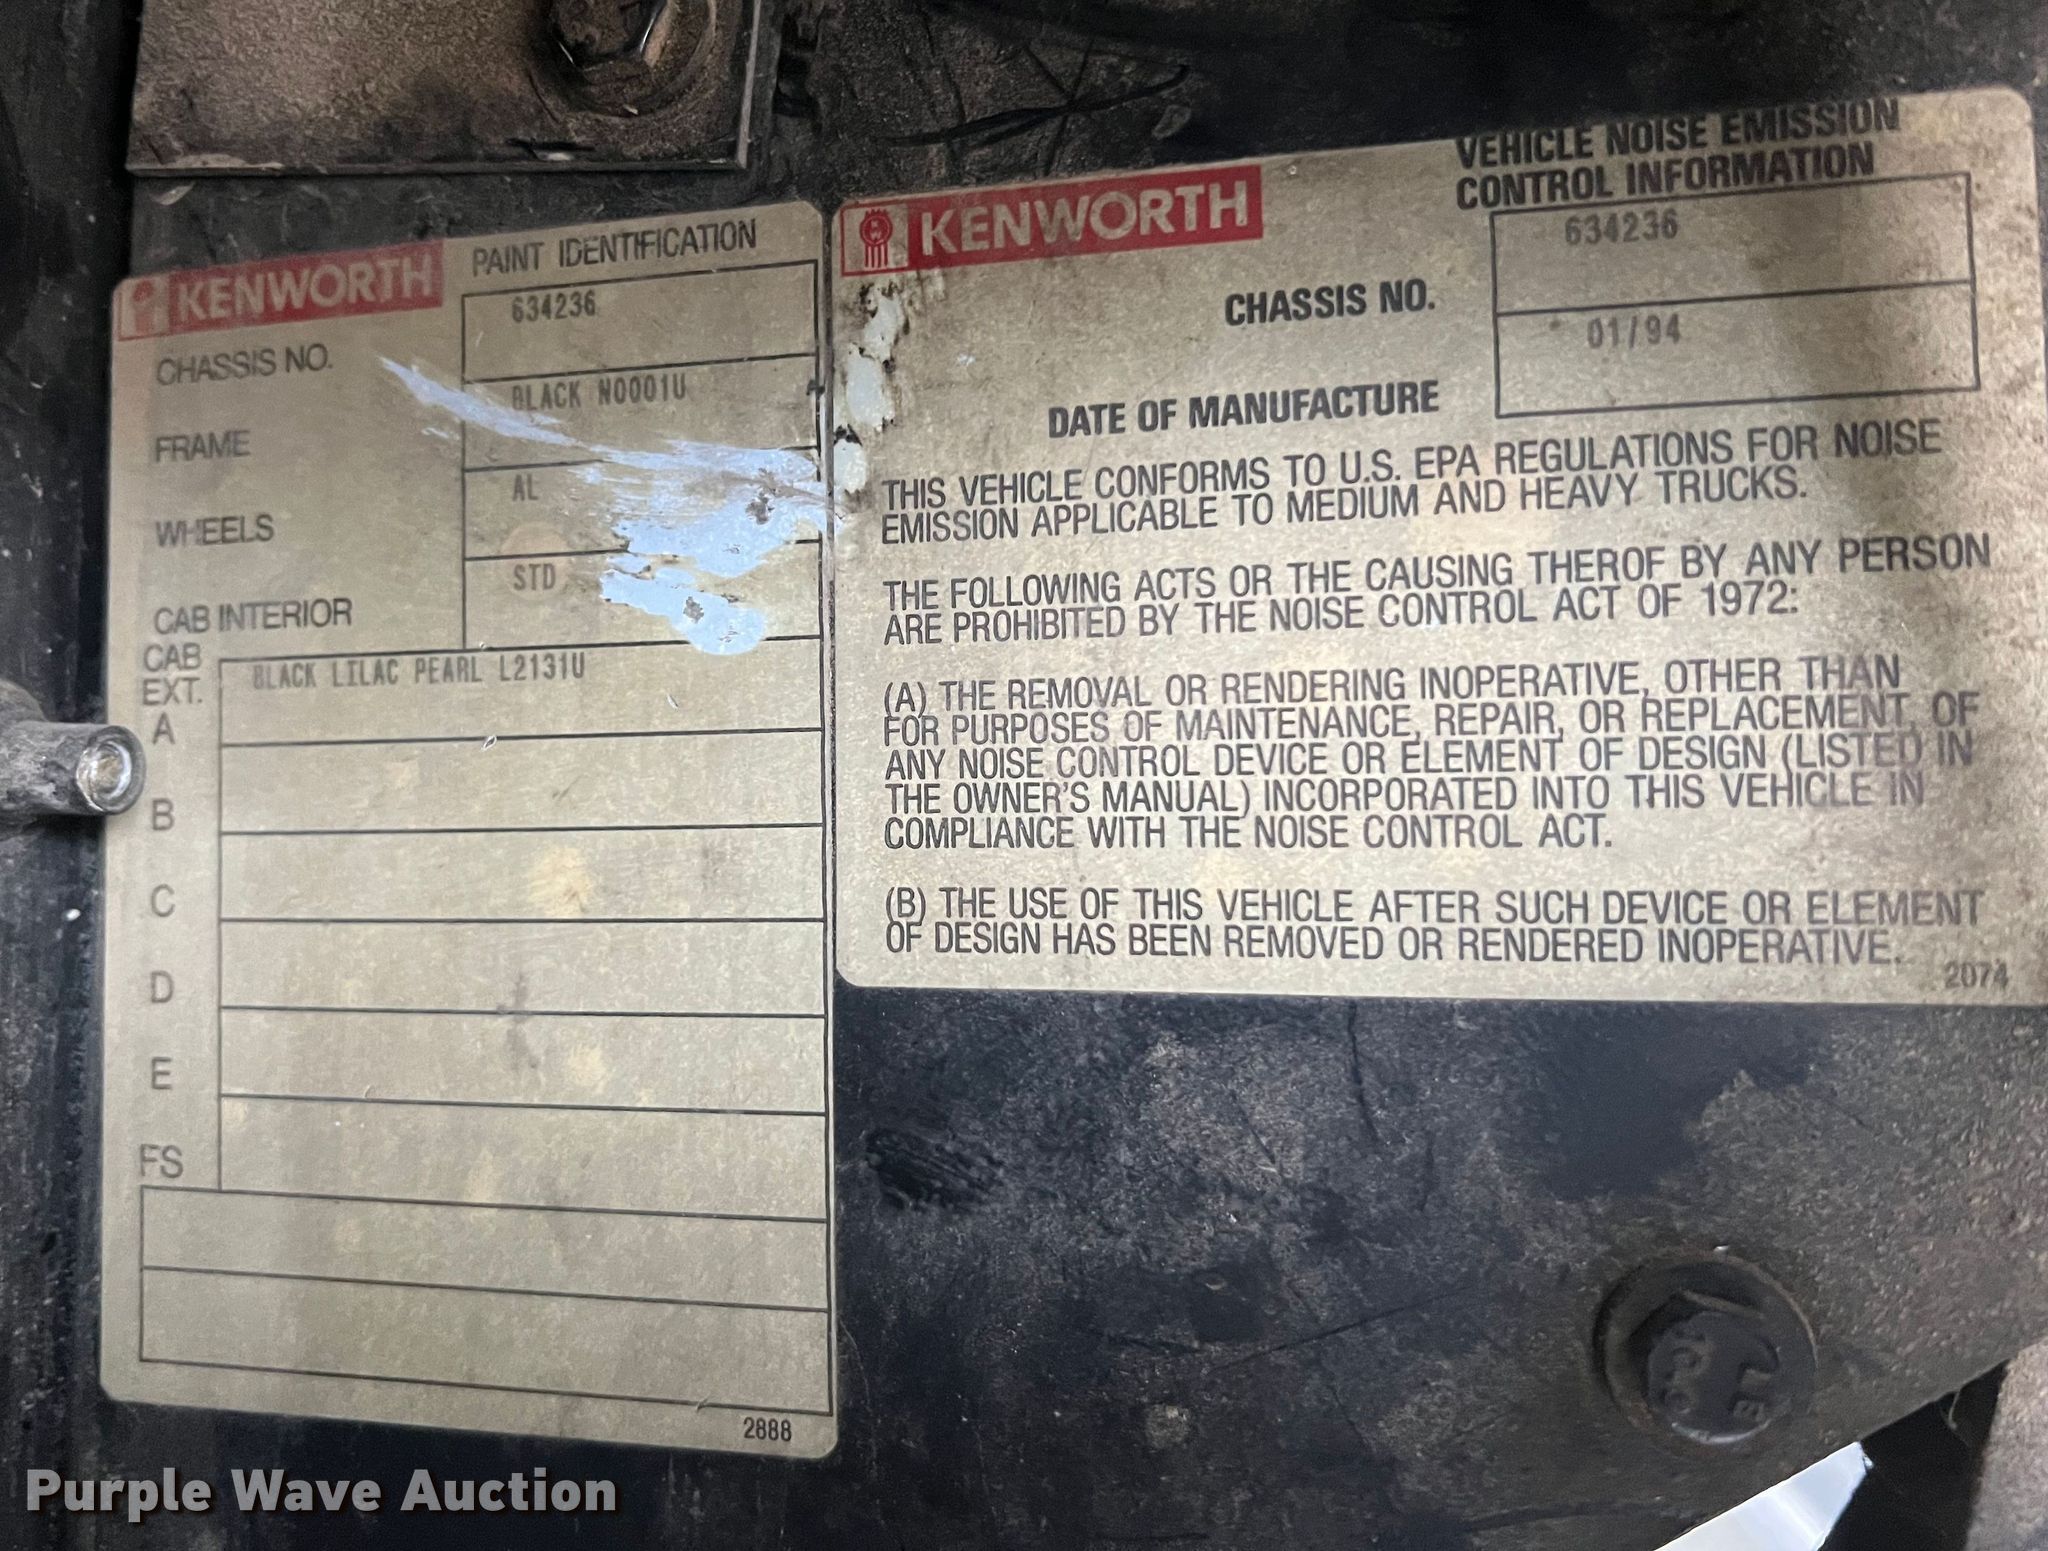 KENWORTH
PAINT IDENTIFICATION
CHASSIS NO.
634236
FRAME
BLACK N0001U
WHEELS
AL
CAB INTERIOR
STD
CAB
EXT.
A
BLACK LILAC PEARL L2131U
B
C
D
E
FS
2888
KENWORTH
VEHICLE NOISE EMISSION
CONTROL INFORMATION
CHASSIS NO.
634236
DATE OF MANUFACTURE
01/94
THIS VEHICLE CONFORMS TO U.S. EPA REGULATIONS FOR NOISE
EMISSION APPLICABLE TO MEDIUM AND HEAVY TRUCKS.
THE FOLLOWING ACTS OR THE CAUSING THEROF BY ANY PERSON
ARE PROHIBITED BY THE NOISE CONTROL ACT OF 1972:
(A) THE REMOVAL OR RENDERING INOPERATIVE, OTHER THAN
FOR PURPOSES OF MAINTENANCE, REPAIR, OR REPLACEMENT, OF
ANY NOISE CONTROL DEVICE OR ELEMENT OF DESIGN (LISTED IN
THE OWNER'S MANUAL) INCORPORATED INTO THIS VEHICLE IN
COMPLIANCE WITH THE NOISE CONTROL ACT.
(B) THE USE OF THIS VEHICLE AFTER SUCH DEVICE OR ELEMENT
OF DESIGN HAS BEEN REMOVED OR RENDERED INOPERATIVE.
2074
Purple Wave Auction